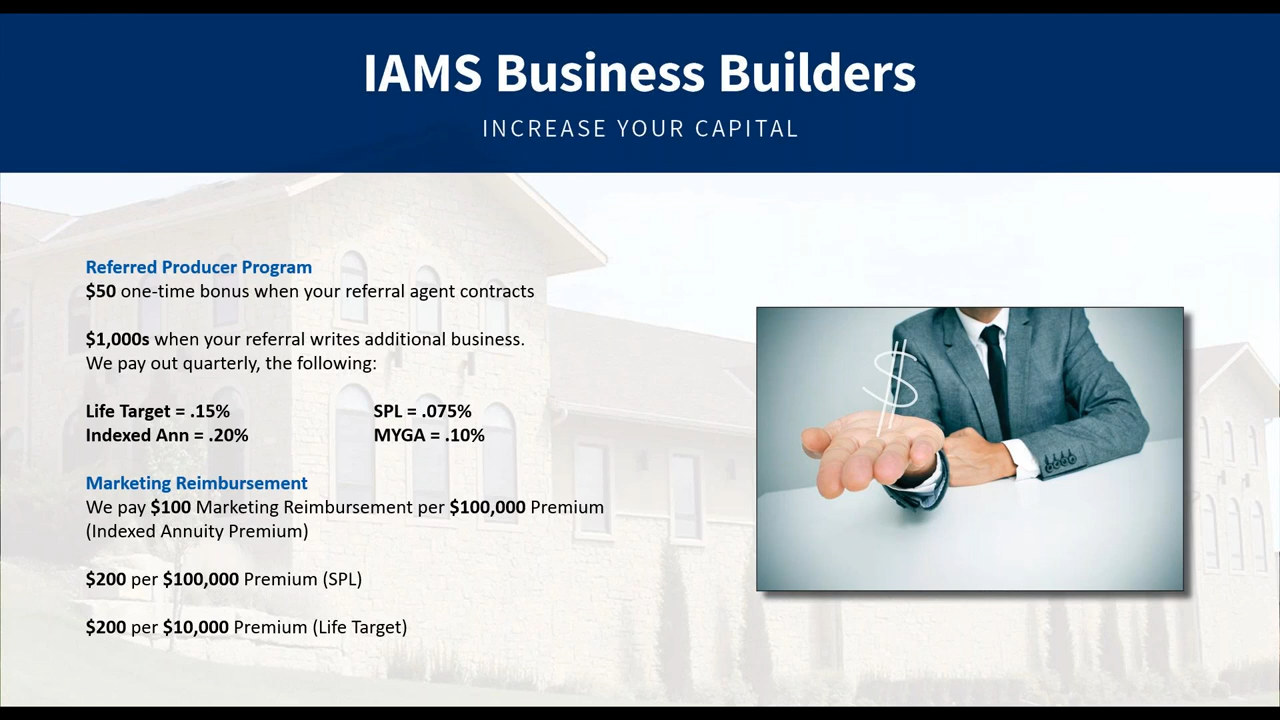 IAMS Business Builders
INCREASE YOUR CAPITAL
Referred Producer Program
$50 one-time bonus when your referral agent contracts
$1,000s when your referral writes additional business.
We pay out quarterly, the following:
Life Target = .15%
SPL = .075%
Indexed Ann = .20%
MYGA = .10%
Marketing Reimbursement
We pay $100 Marketing Reimbursement per $100,000 Premium
(Indexed Annuity Premium)
$200 per $100,000 Premium (SPL)
$200 per $10,000 Premium (Life Target)
$